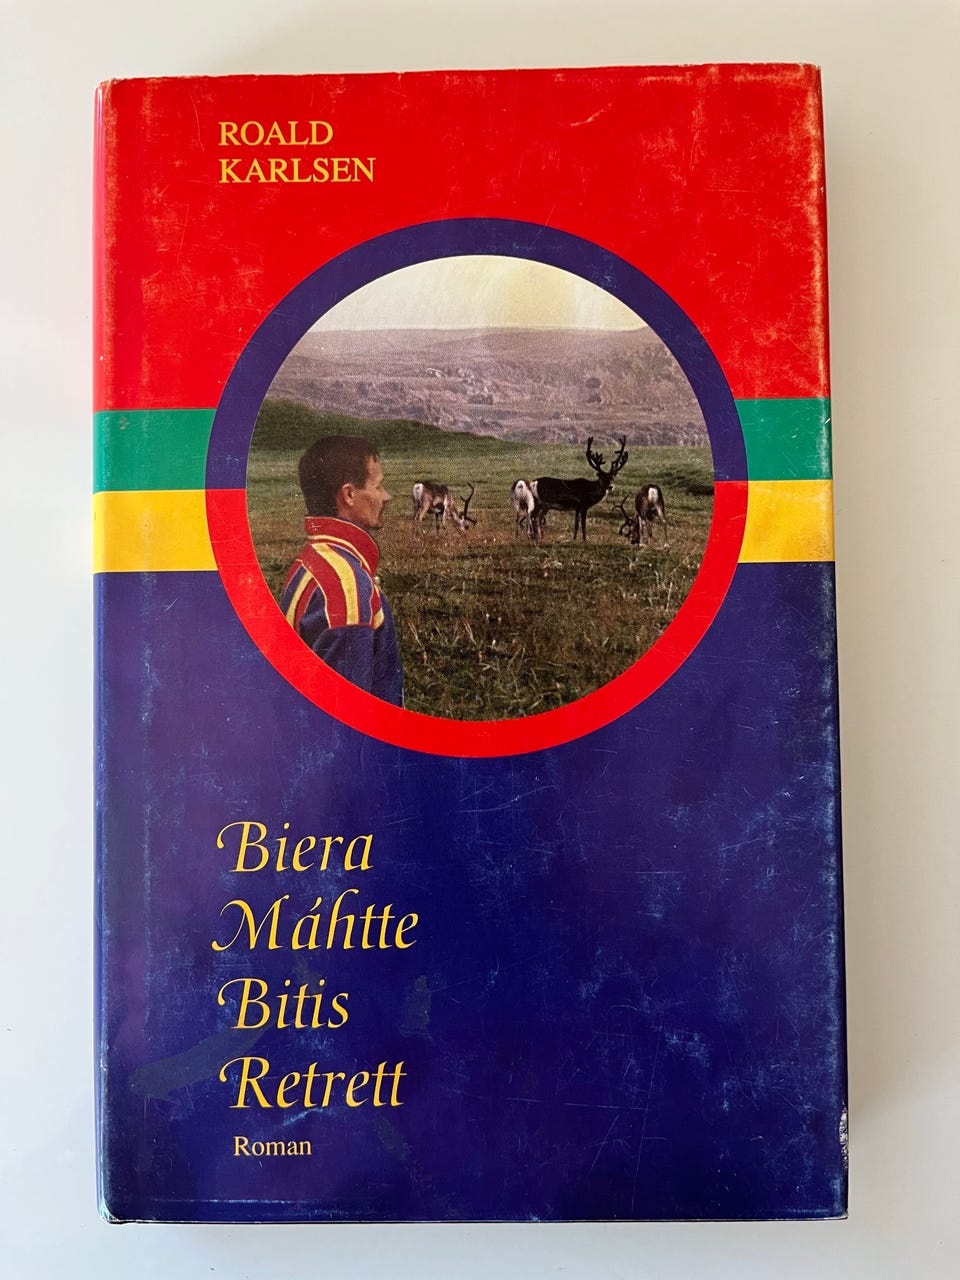 ROALD
KARLSEN
Biera
Máhtte
Bitis
Retrett
Roman